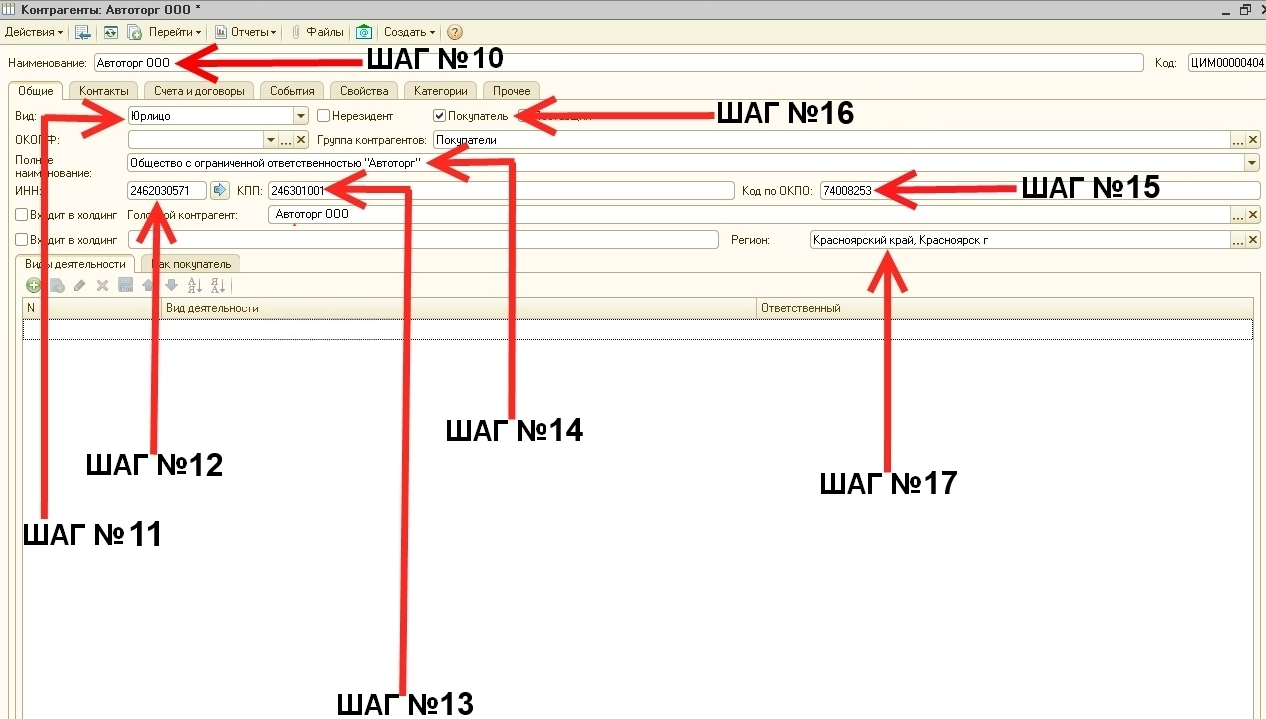 Контрагенты: Автоторг ООО *
Действия Перейти Отчеты Файлы Создать
ШАГ №10
Наименование: Автоторг ООО Код: ЦИМ00000404
Общие Контакты Счета и договоры События Свойства Категории Прочее
Вид: Юрлицо Нерезидент Покупатель
ШАГ №16
Группа контрагентов: Покупатели
Полное наименование: Общество с ограниченной ответственностью "Автоторг"
ИНН: 2462030571 КПП: 246301001 Код по ОКПО: 74008253
ШАГ №15
Входит в холдинг Головной контрагент: Автоторг ООО
Входит в холдинг Регион: Красноярский край, Красноярск г
Виды деятельности Как покупатель
N Вид деятельности Ответственный
ШАГ №14
ШАГ №12
ШАГ №17
ШАГ №11
ШАГ №13